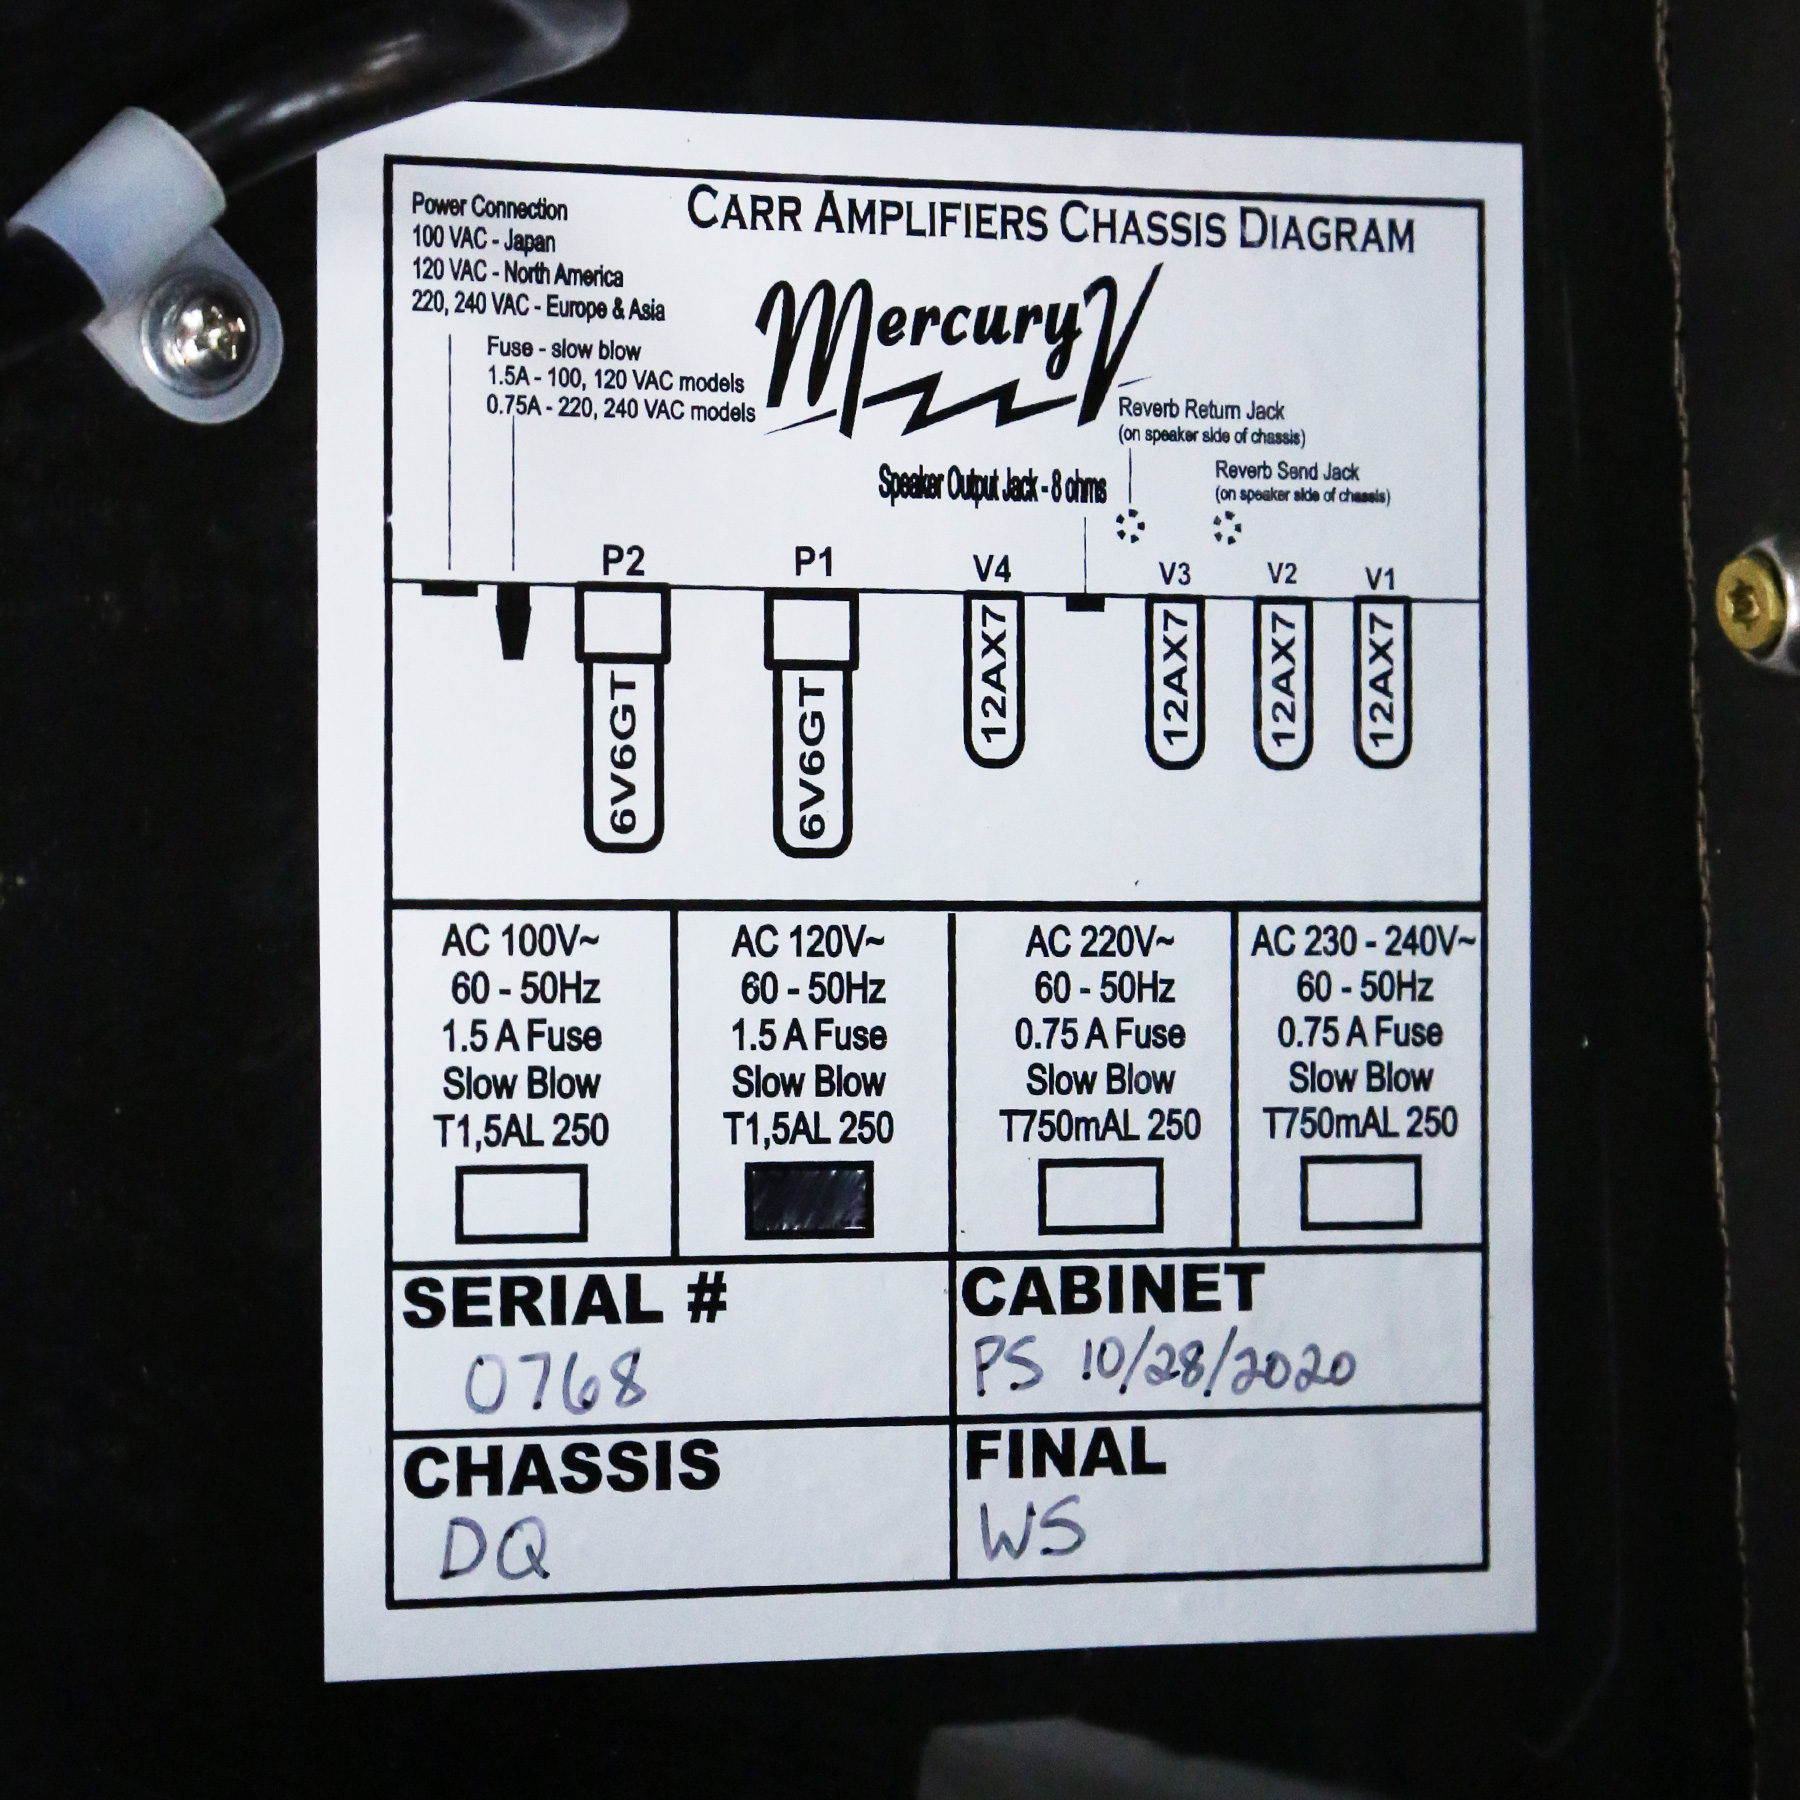 CARR AMPLIFIERS CHASSIS DIAGRAM
Mercury V
Power Connection
100 VAC - Japan
120 VAC - North America
220, 240 VAC - Europe & Asia
Fuse - slow blow
1.5A - 100, 120 VAC models
0.75A - 220, 240 VAC models
Reverb Return Jack
(on speaker side of chassis)
Reverb Send Jack
(on speaker side of chassis)
Speaker Output Jack - 8 ohms
P2
P1
V4
V3
V2
V1
6V6GT
6V6GT
12AX7
12AX7
12AX7
12AX7
AC 100V~
60 - 50Hz
1.5 A Fuse
Slow Blow
T1,5AL 250
AC 120V~
60 - 50Hz
1.5 A Fuse
Slow Blow
T1,5AL 250
AC 220V~
60 - 50Hz
0.75 A Fuse
Slow Blow
T750mAL 250
AC 230 - 240V~
60 - 50Hz
0.75 A Fuse
Slow Blow
T750mAL 250
SERIAL #
0768
CABINET
PS 10/28/2020
CHASSIS
DQ
FINAL
WS